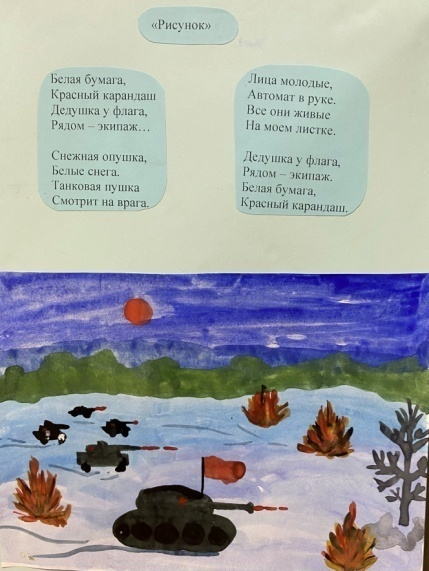 «Рисунок»
Белая бумага,
Красный карандаш
Дедушка у флага,
Рядом – экипаж…
Снежная опушка,
Белые снега.
Танковая пушка
Смотрит на врага.
Лица молодые,
Автомат в руке.
Все они живые
На моем листке.
Дедушка у флага,
Рядом – экипаж.
Белая бумага,
Красный карандаш.